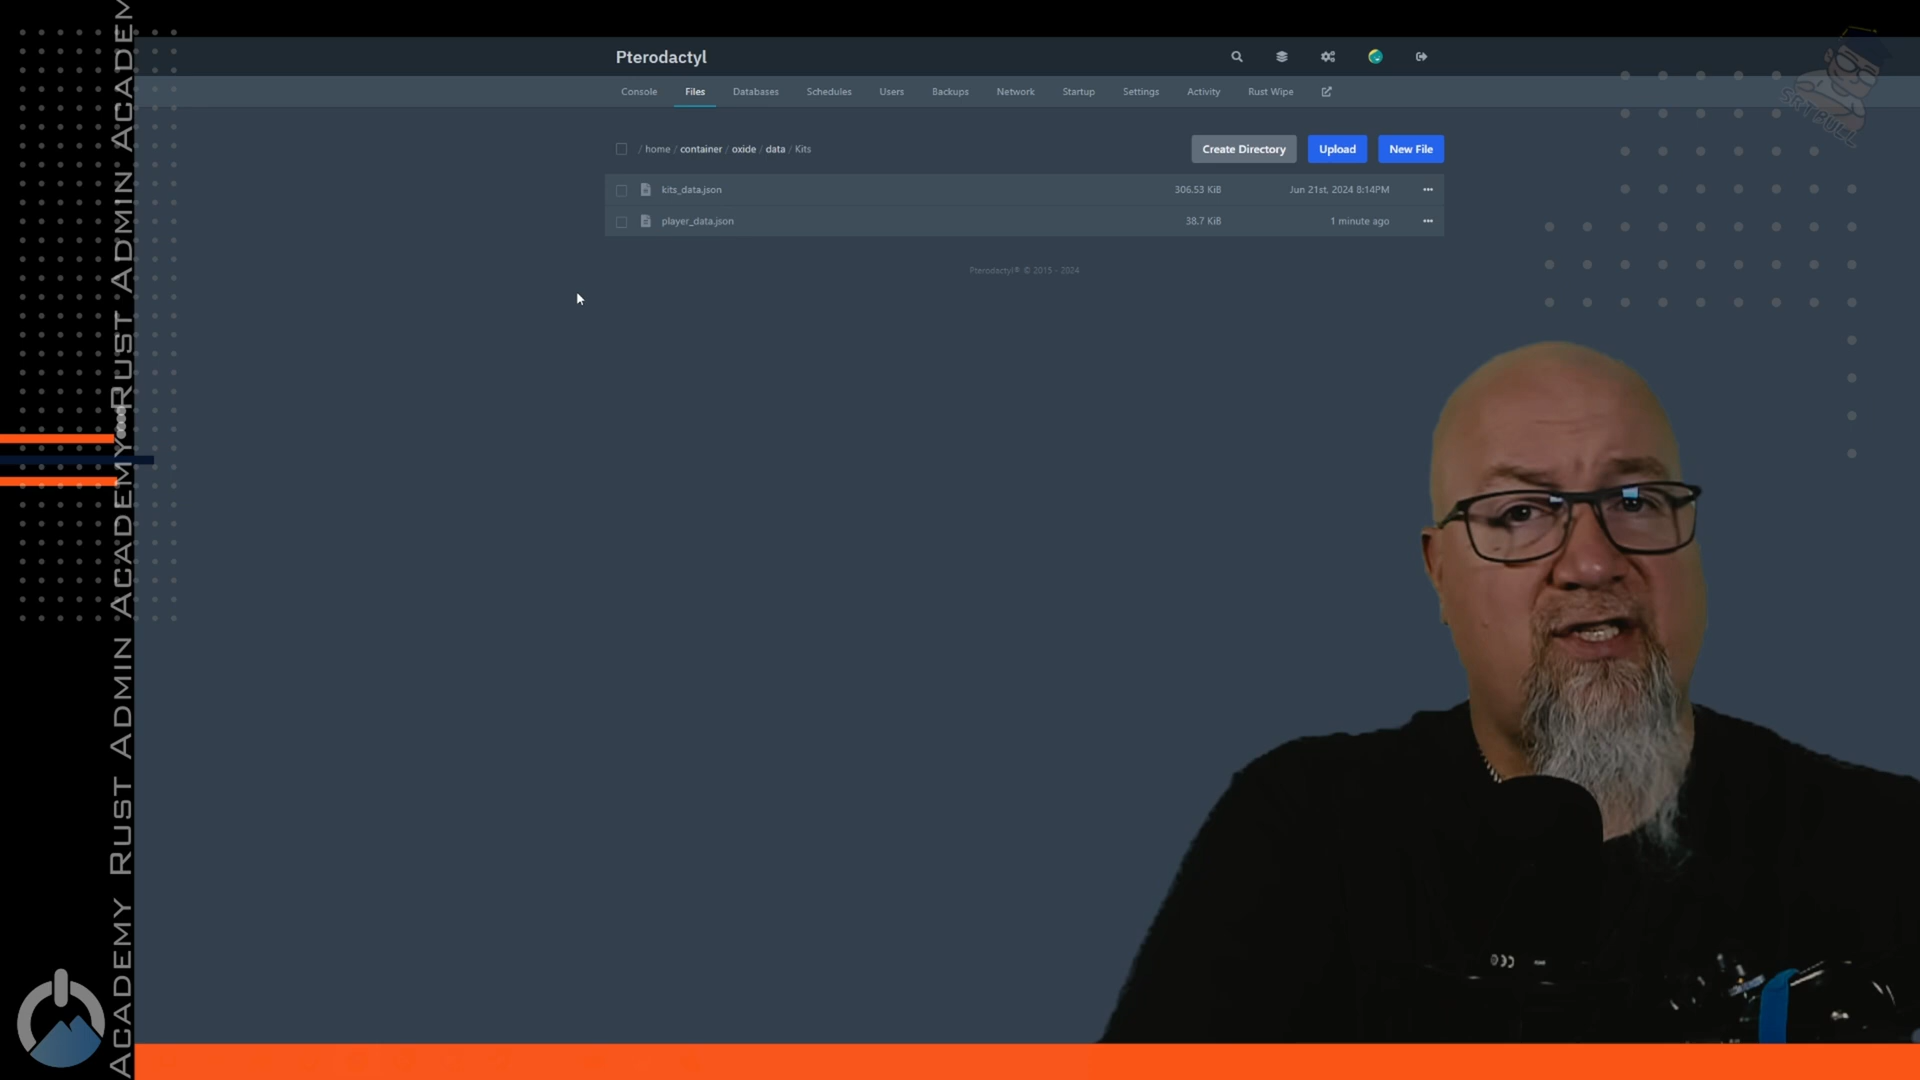 Pterodactyl
Console Files Databases Schedules Users Backups Network Startup Settings Activity Rust Wipe
/ home / container / oxide / data / Kits
Create Directory Upload New File
kits_data.json 306.53 KiB Jun 21st, 2024 8:14PM
player_data.json 38.7 KiB 1 minute ago
Pterodactyl® © 2015 - 2024
ACADEMY RUST ADMIN ACADEMY RUST ADMIN ACADEM
SRTBULL